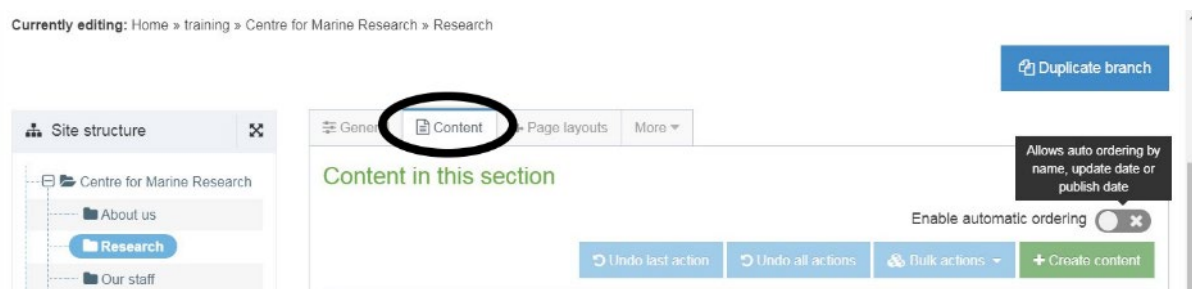 Currently editing: Home » training » Centre for Marine Research » Research
Duplicate branch
Site structure
Content
Page layouts
More
Centre for Marine Research
About us
Research
Our staff
Content in this section
Allows auto ordering by
name, update date or
publish date
Enable automatic ordering
Undo last action
Undo all actions
Bulk actions
+ Create content